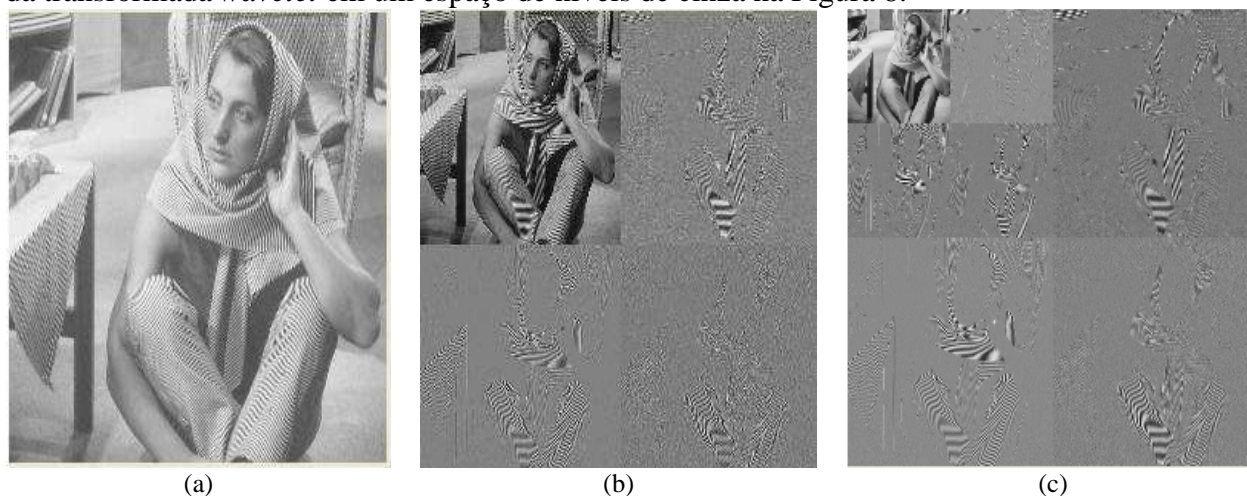 da transformada wavelet em um espaço de níveis de cinza na Figura 8.
(a) (b) (c)